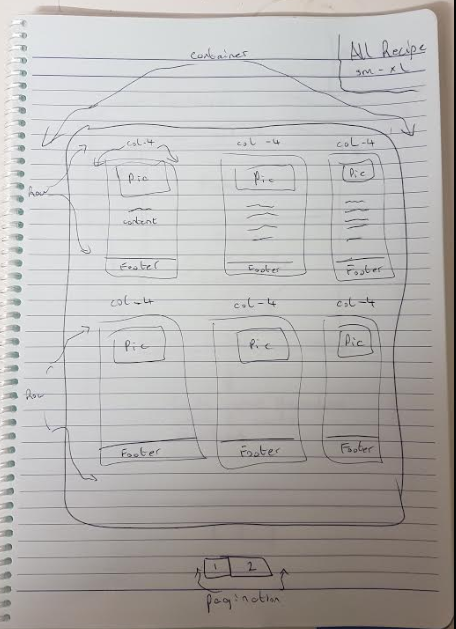 container
All Recipe
sm - xl
col-4 col-4 col-4
Pic Pic Pic
Row
content
Footer Footer Footer
col-4 col-4 col-4
Pic Pic Pic
Row
Footer Footer Footer
1 2
pagination